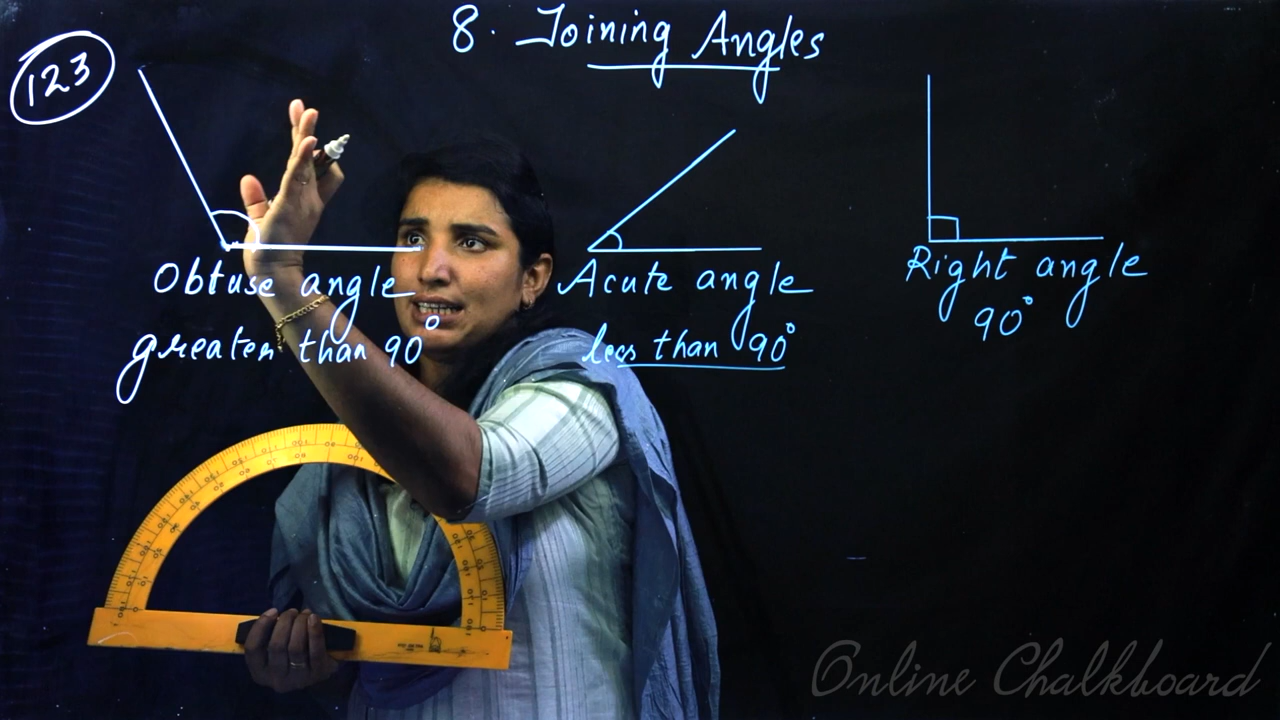 123
8. Joining Angles
Obtuse angle
greater than 90°
Acute angle
less than 90°
Right angle
90°
Online Chalkboard